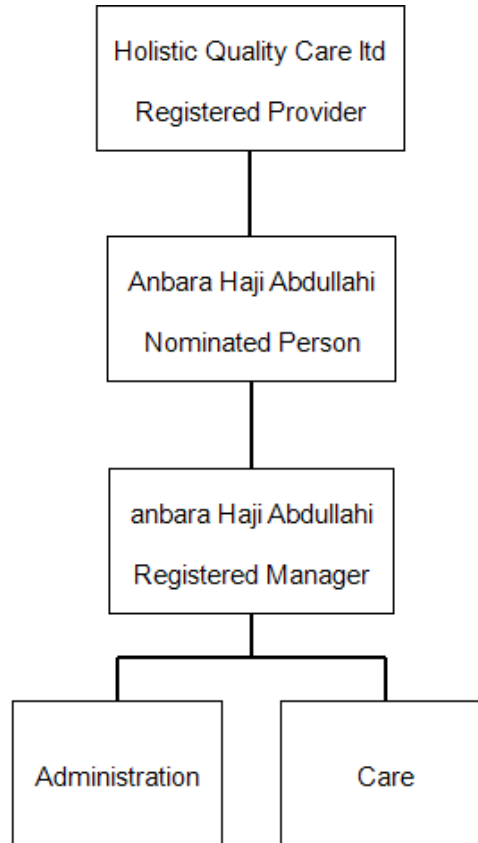 Holistic Quality Care ltd
Registered Provider
Anbara Haji Abdullahi
Nominated Person
anbara Haji Abdullahi
Registered Manager
Administration
Care